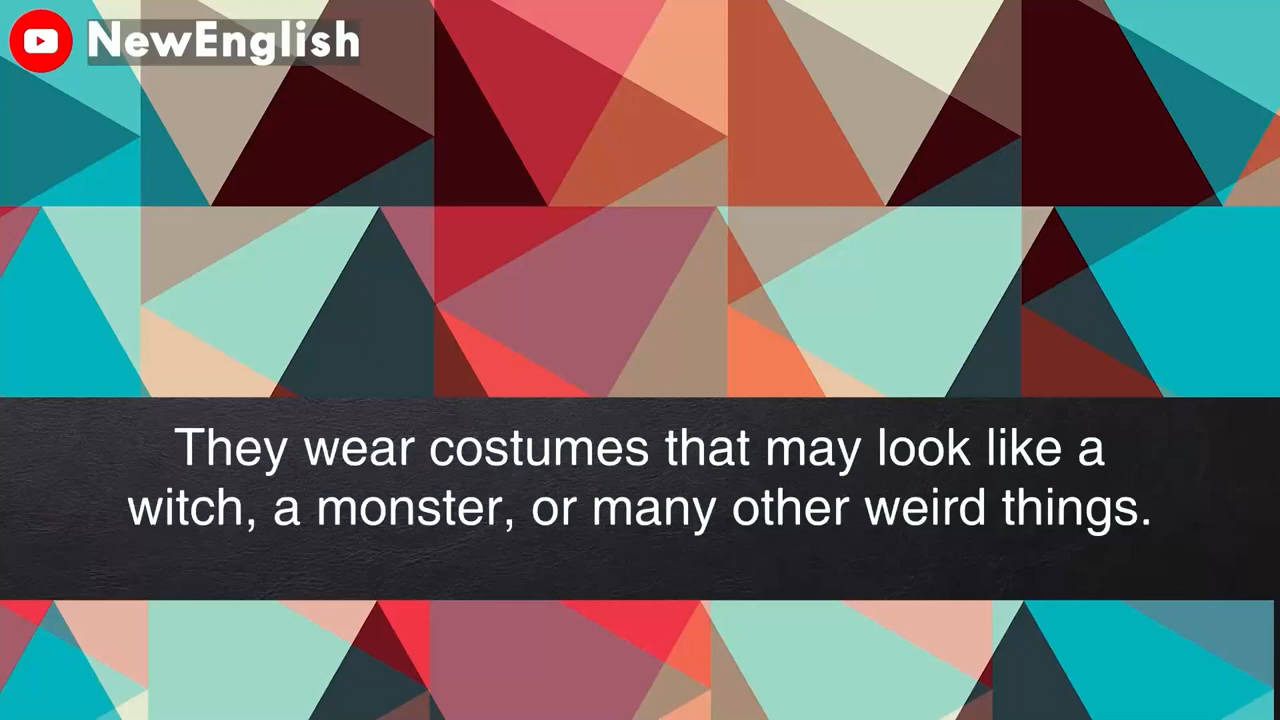 NewEnglish
They wear costumes that may look like a
witch, a monster, or many other weird things.